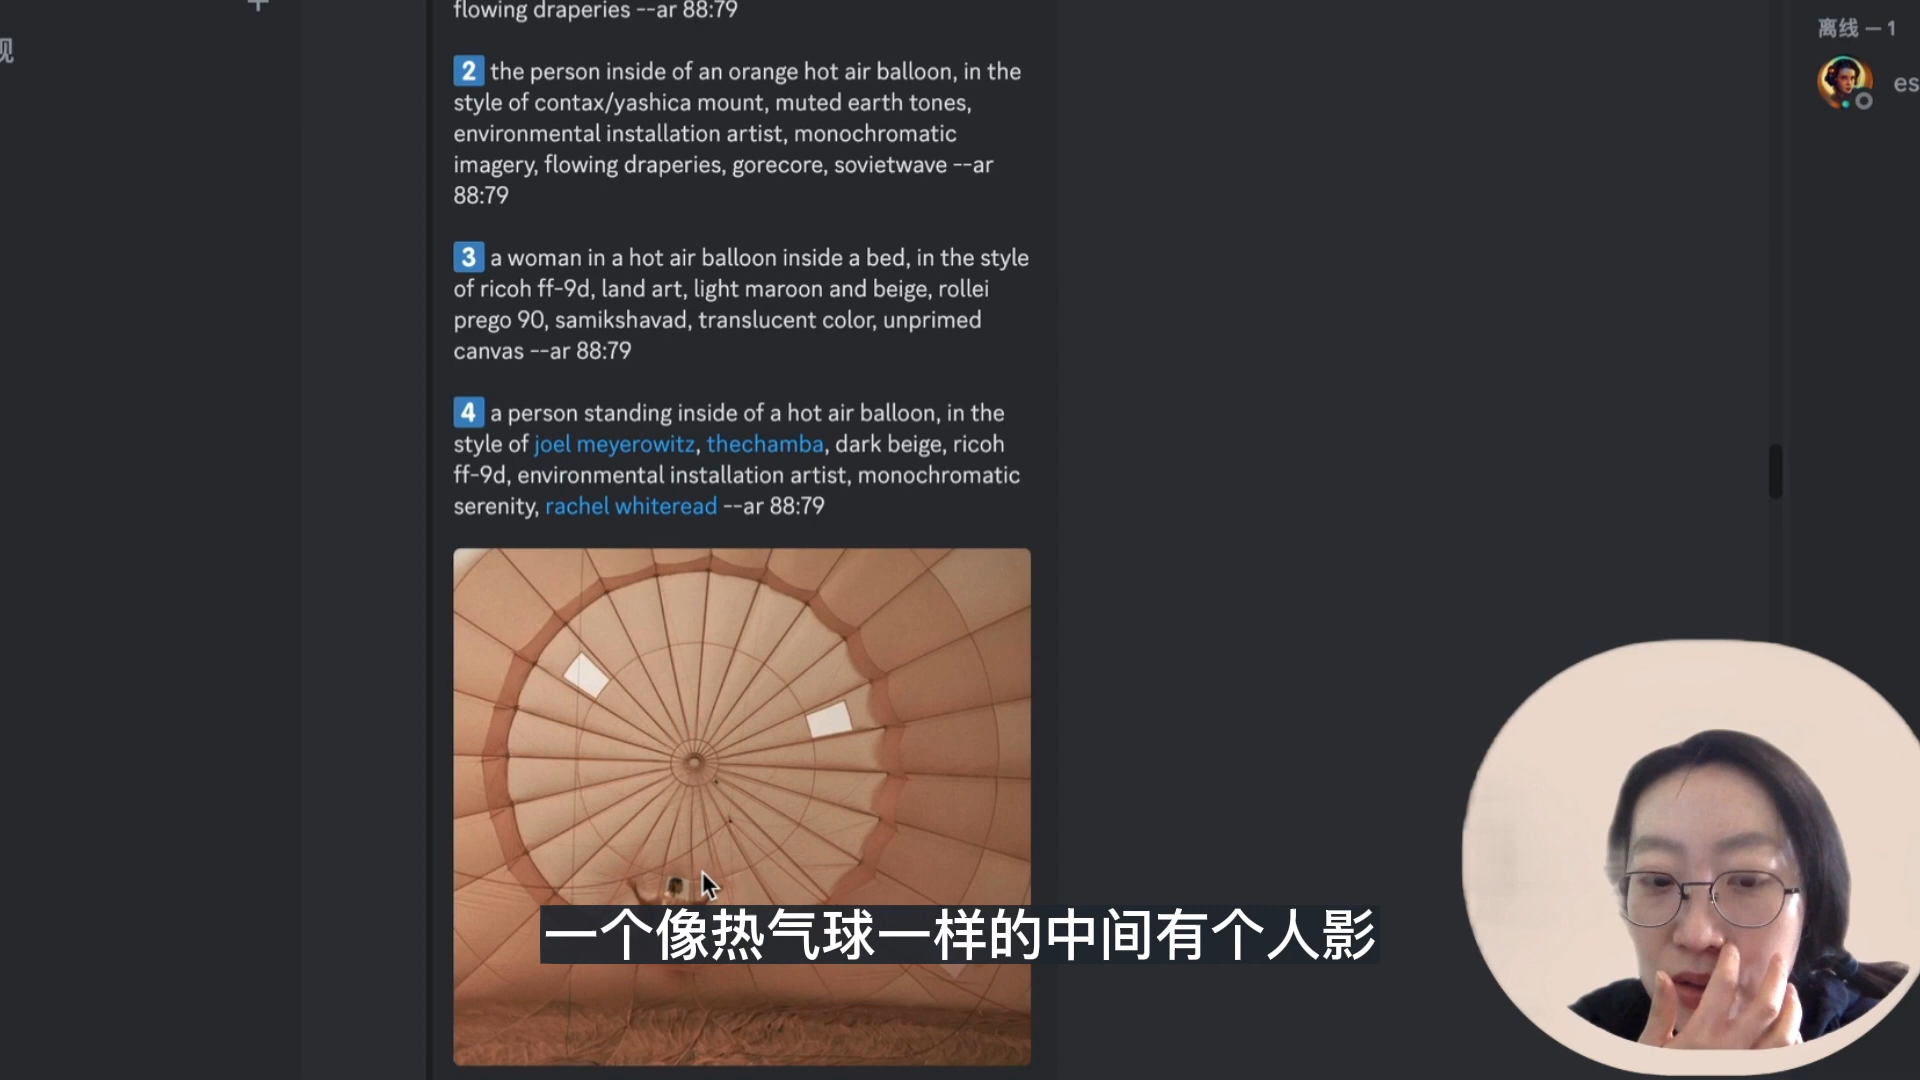 flowing draperies --ar 88:79
离线 — 1
观
2 the person inside of an orange hot air balloon, in the
es
style of contax/yashica mount, muted earth tones,
environmental installation artist, monochromatic
imagery, flowing draperies, gorecore, sovietwave --ar
88:79
3 a woman in a hot air balloon inside a bed, in the style
of ricoh ff-9d, land art, light maroon and beige, rollei
prego 90, samikshavad, translucent color, unprimed
canvas --ar 88:79
4 a person standing inside of a hot air balloon, in the
style of joel meyerowitz, thechamba, dark beige, ricoh
ff-9d, environmental installation artist, monochromatic
serenity, rachel whiteread --ar 88:79
一个像热气球一样的中间有个人影